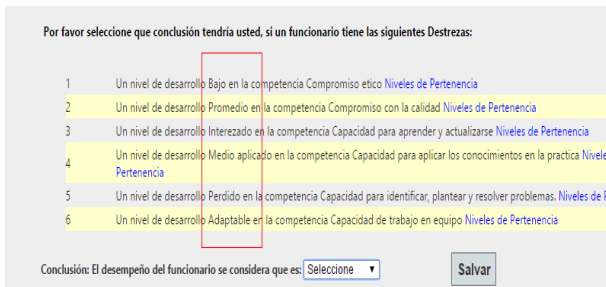 Por favor seleccione que conclusión tendría usted, si un funcionario tiene las siguientes Destrezas:
1 Un nivel de desarrollo Bajo en la competencia Compromiso etico Niveles de Pertenencia
2 Un nivel de desarrollo Promedio en la competencia Compromiso con la calidad Niveles de Pertenencia
3 Un nivel de desarrollo Interezado en la competencia Capacidad para aprender y actualizarse Niveles de Pertenencia
4 Un nivel de desarrollo Medio aplicado en la competencia Capacidad para aplicar los conocimientos en la practica Nivele
Pertenencia
5 Un nivel de desarrollo Perdido en la competencia Capacidad para identificar, plantear y resolver problemas. Niveles de
6 Un nivel de desarrollo Adaptable en la competencia Capacidad de trabajo en equipo Niveles de Pertenencia
Conclusión: El desempeño del funcionario se considera que es: Seleccione Salvar